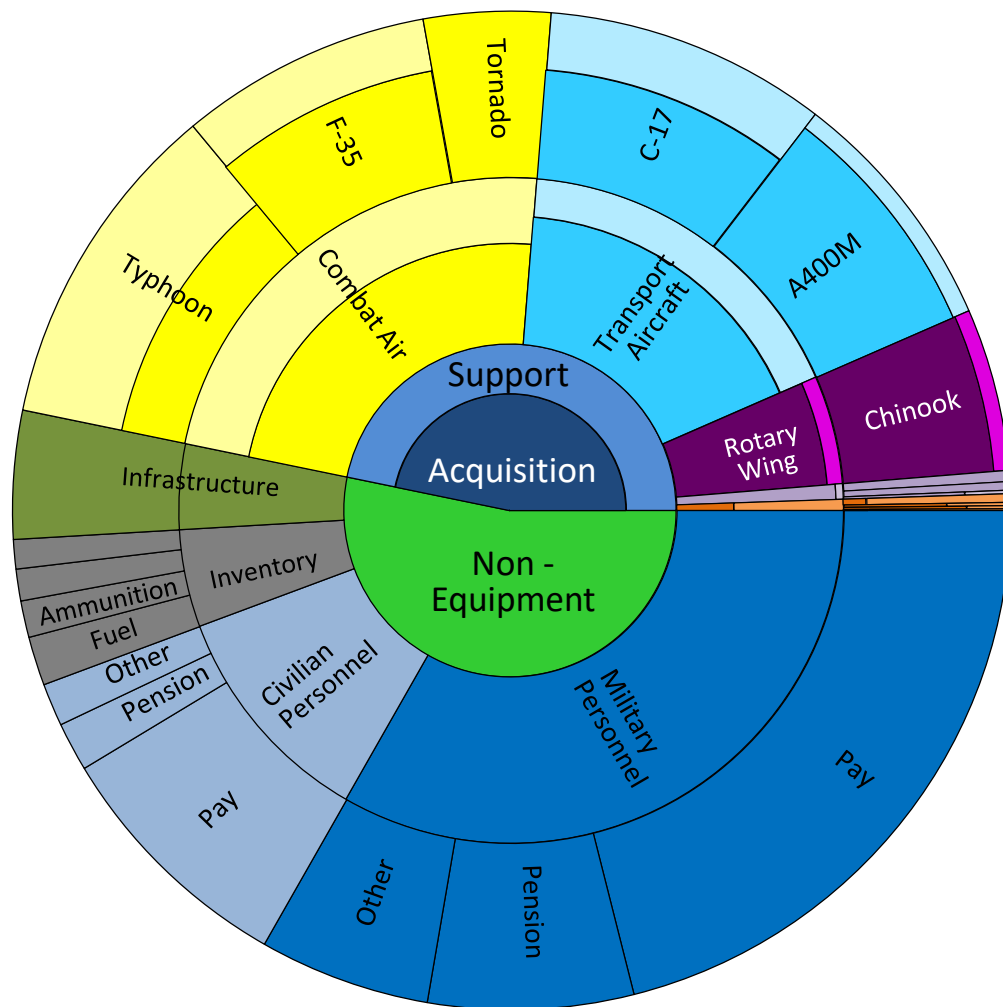 Tornado
F-35
C-17
A400M
Typhoon
Combat Air
Transport
Aircraft
Support
Chinook
Rotary
Wing
Acquisition
Infrastructure
Inventory
Non -
Equipment
Ammunition
Fuel
Other
Pension
Pay
Civilian
Personnel
Military
Personnel
Pay
Other
Pension